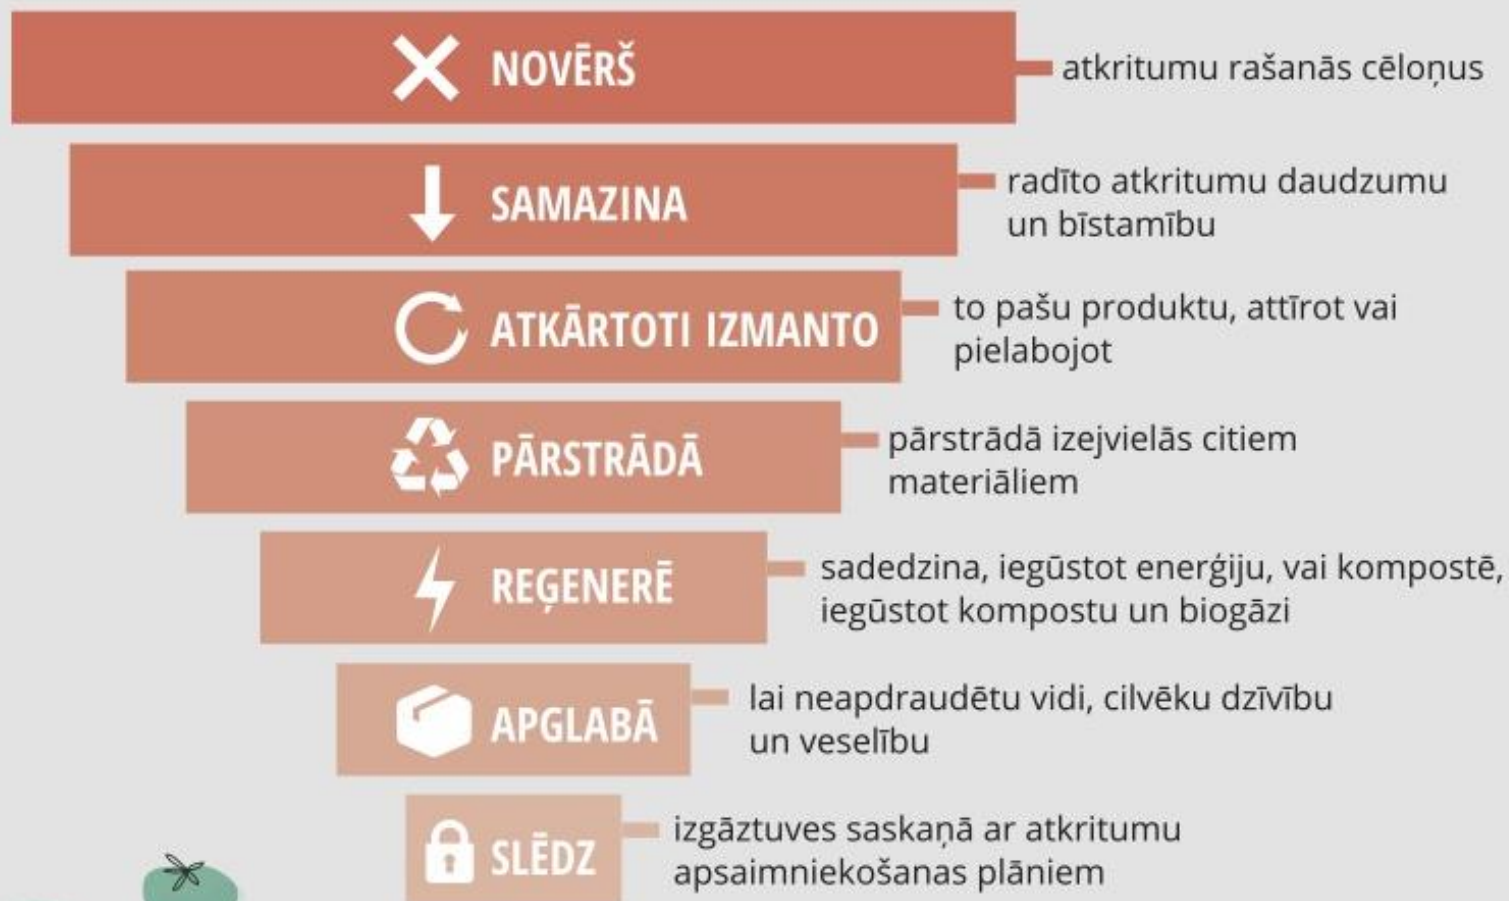 NOVĒRŠ
atkritumu rašanās cēloņus
SAMAZINA
radīto atkritumu daudzumu
un bīstamību
ATKĀRTOTI IZMANTO
to pašu produktu, attīrot vai
pielabojot
PĀRSTRĀDĀ
pārstrādā izejvielās citiem
materiāliem
REĢENERĒ
sadedzina, iegūstot enerģiju, vai kompostē,
iegūstot kompostu un biogāzi
APGLABĀ
lai neapdraudētu vidi, cilvēku dzīvību
un veselību
SLĒDZ
izgāztuves saskaņā ar atkritumu
apsaimniekošanas plāniem